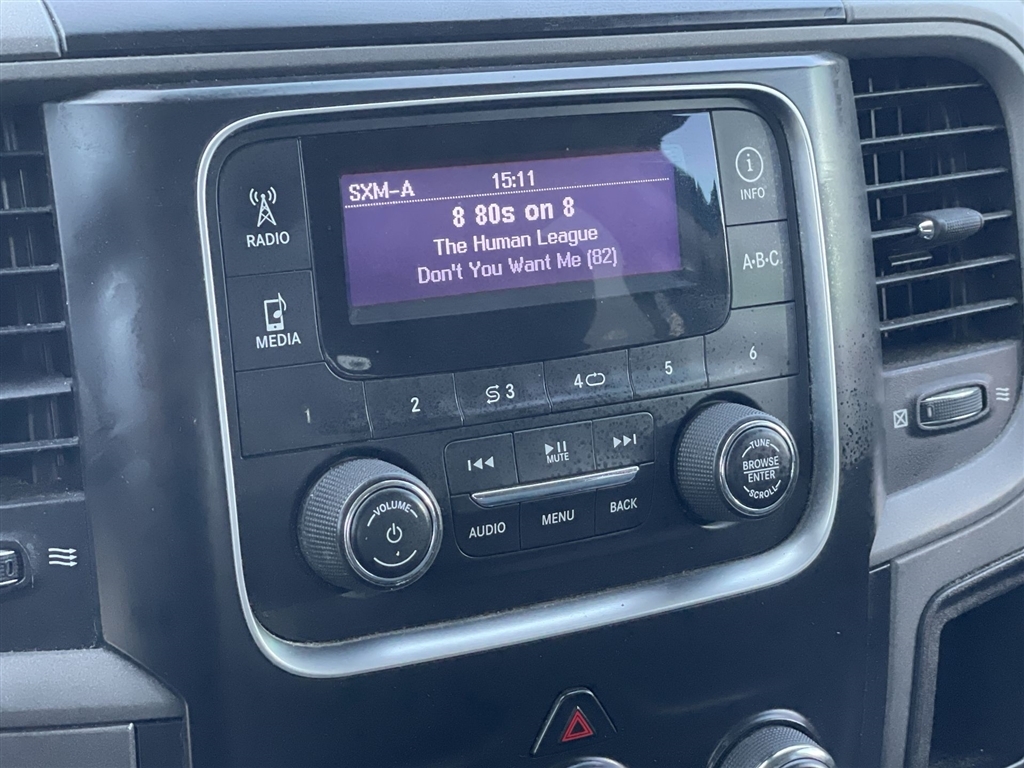 SXM-A 15:11
8 80s on 8
The Human League
Don't You Want Me (82)
RADIO
MEDIA
i
INFO
A•B•C
1 2 3 4 5 6
MUTE
AUDIO MENU BACK
VOLUME
4
TUNE
BROWSE
ENTER
SCROLL